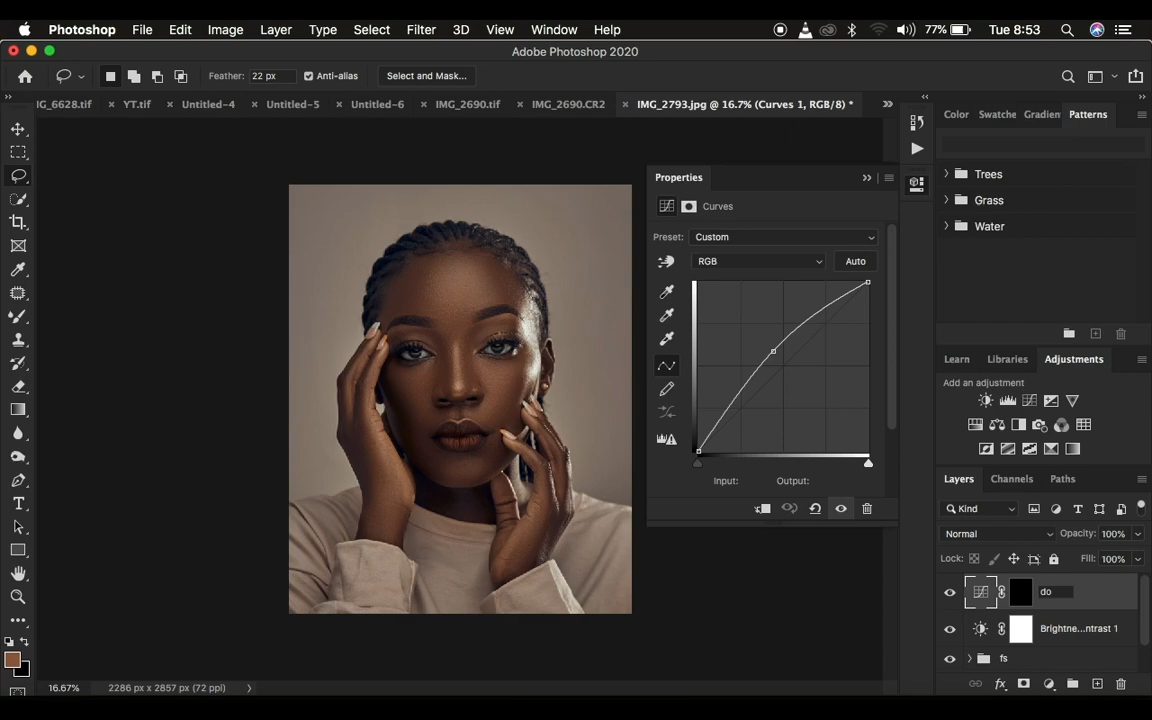 Photoshop File Edit Image Layer Type Select Filter 3D View Window Help 77% Tue 8:53
Adobe Photoshop 2020
Feather: 22 px Anti-alias Select and Mask...
IG_6628.tif × YT.tif × Untitled-4 × Untitled-5 × Untitled-6 × IMG_2690.tif × IMG_2690.CR2 × IMG_2793.jpg @ 16.7% (Curves 1, RGB/8) *
Color Swatche Gradien Patterns
Trees
Grass
Water
Properties
Curves
Preset: Custom
RGB Auto
Input: Output:
Learn Libraries Adjustments
Add an adjustment
Layers Channels Paths
Kind
Normal Opacity: 100%
Lock: Fill: 100%
do
Brightne...ntrast 1
fs
fx
16.67% 2286 px x 2857 px (72 ppi)